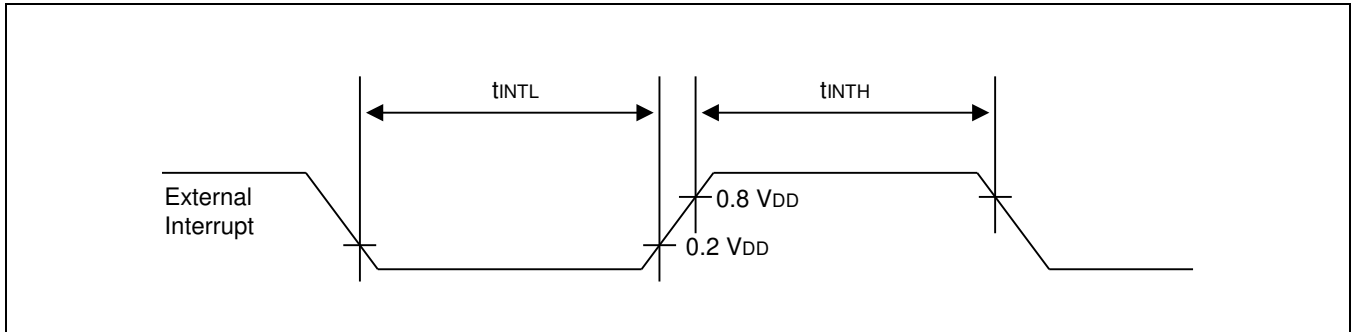 tINTL
tINTH
External
Interrupt
0.8 VDD
0.2 VDD